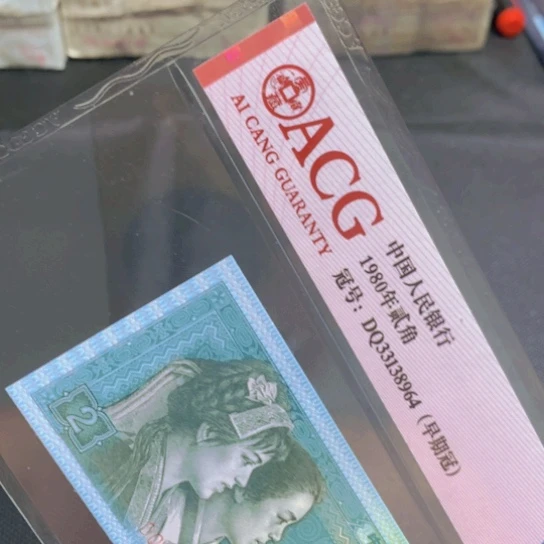 ACG
AI CANG GUARANTY
中国人民银行
1980年贰角
冠号：DQ33138964（早期冠）
2